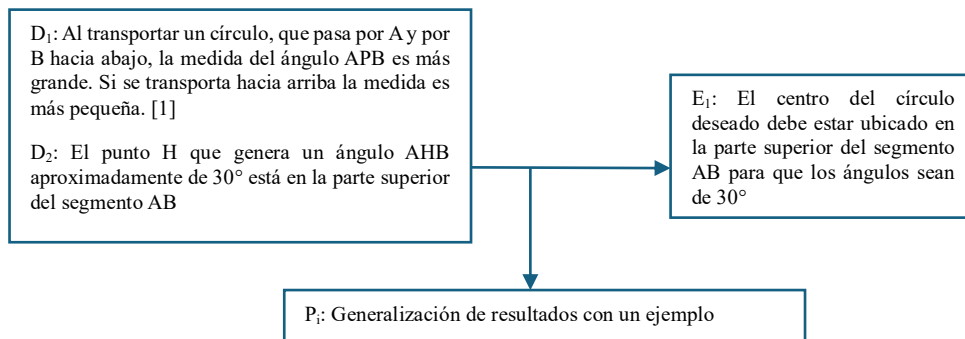 D₁: Al transportar un círculo, que pasa por A y por
B hacia abajo, la medida del ángulo APB es más
grande. Si se transporta hacia arriba la medida es
más pequeña. [1]
D₂: El punto H que genera un ángulo AHB
aproximadamente de 30° está en la parte superior
del segmento AB
E₁: El centro del círculo
deseado debe estar ubicado en
la parte superior del segmento
AB para que los ángulos sean
de 30°
Pᵢ: Generalización de resultados con un ejemplo